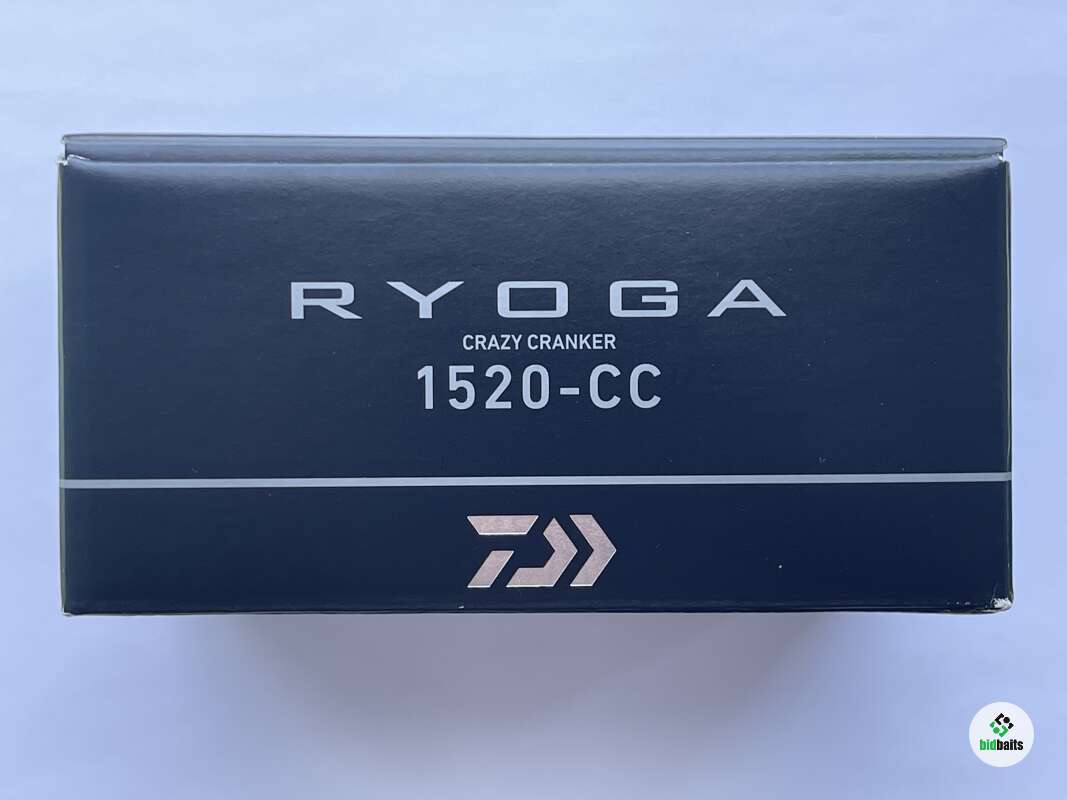 RYOGA
CRAZY CRANKER
1520-CC
bidbaits